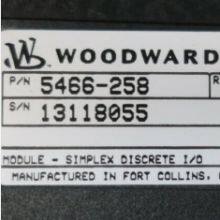 W WOODWARD
P/N 5466-258 R
S/N 13118055
MODULE - SIMPLEX DISCRETE I/O
MANUFACTURED IN FORT COLLINS,